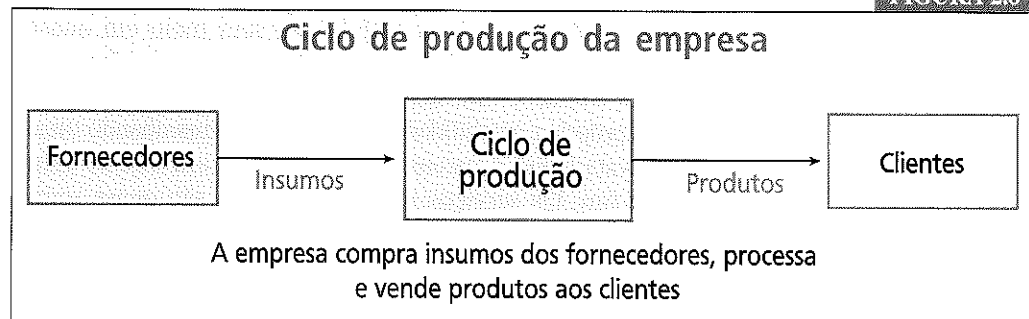 Ciclo de produção da empresa
Fornecedores
Insumos
Ciclo de
produção
Produtos
Clientes
A empresa compra insumos dos fornecedores, processa
e vende produtos aos clientes